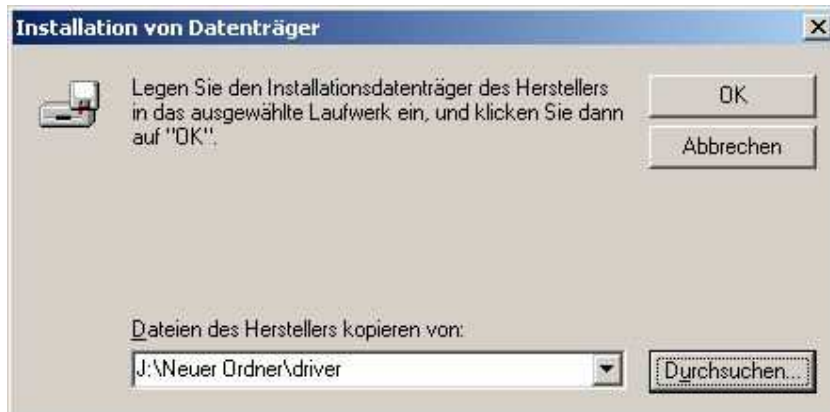 Installation von Datenträger
Legen Sie den Installationsdatenträger des Herstellers
in das ausgewählte Laufwerk ein, und klicken Sie dann
auf "OK".
OK
Abbrechen
Dateien des Herstellers kopieren von:
J:\Neuer Ordner\driver
Durchsuchen...